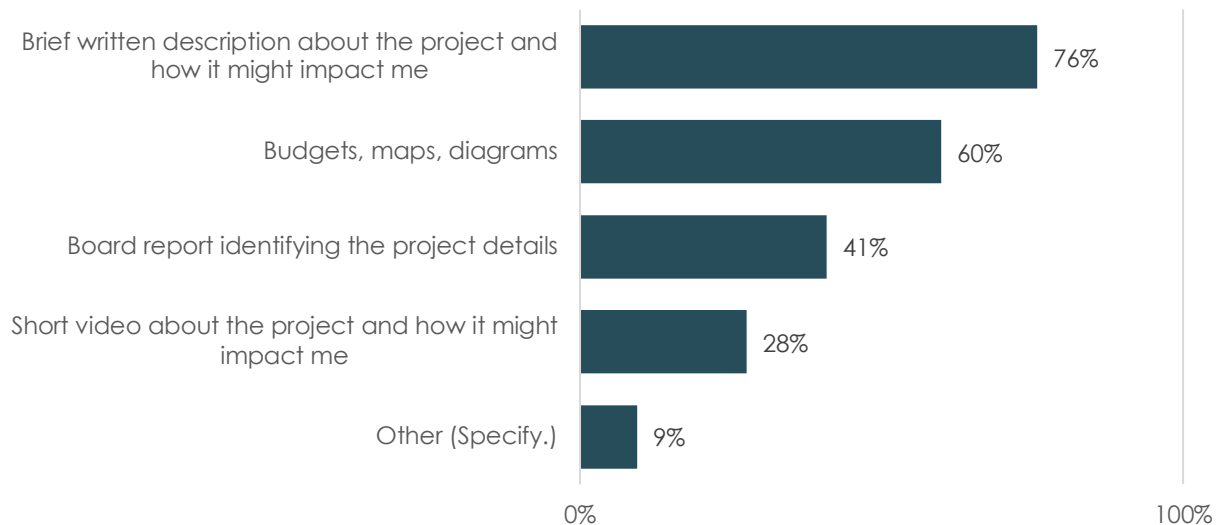 Brief written description about the project and
how it might impact me
76%
Budgets, maps, diagrams
60%
Board report identifying the project details
41%
Short video about the project and how it might
impact me
28%
Other (Specify.)
9%
0%
100%